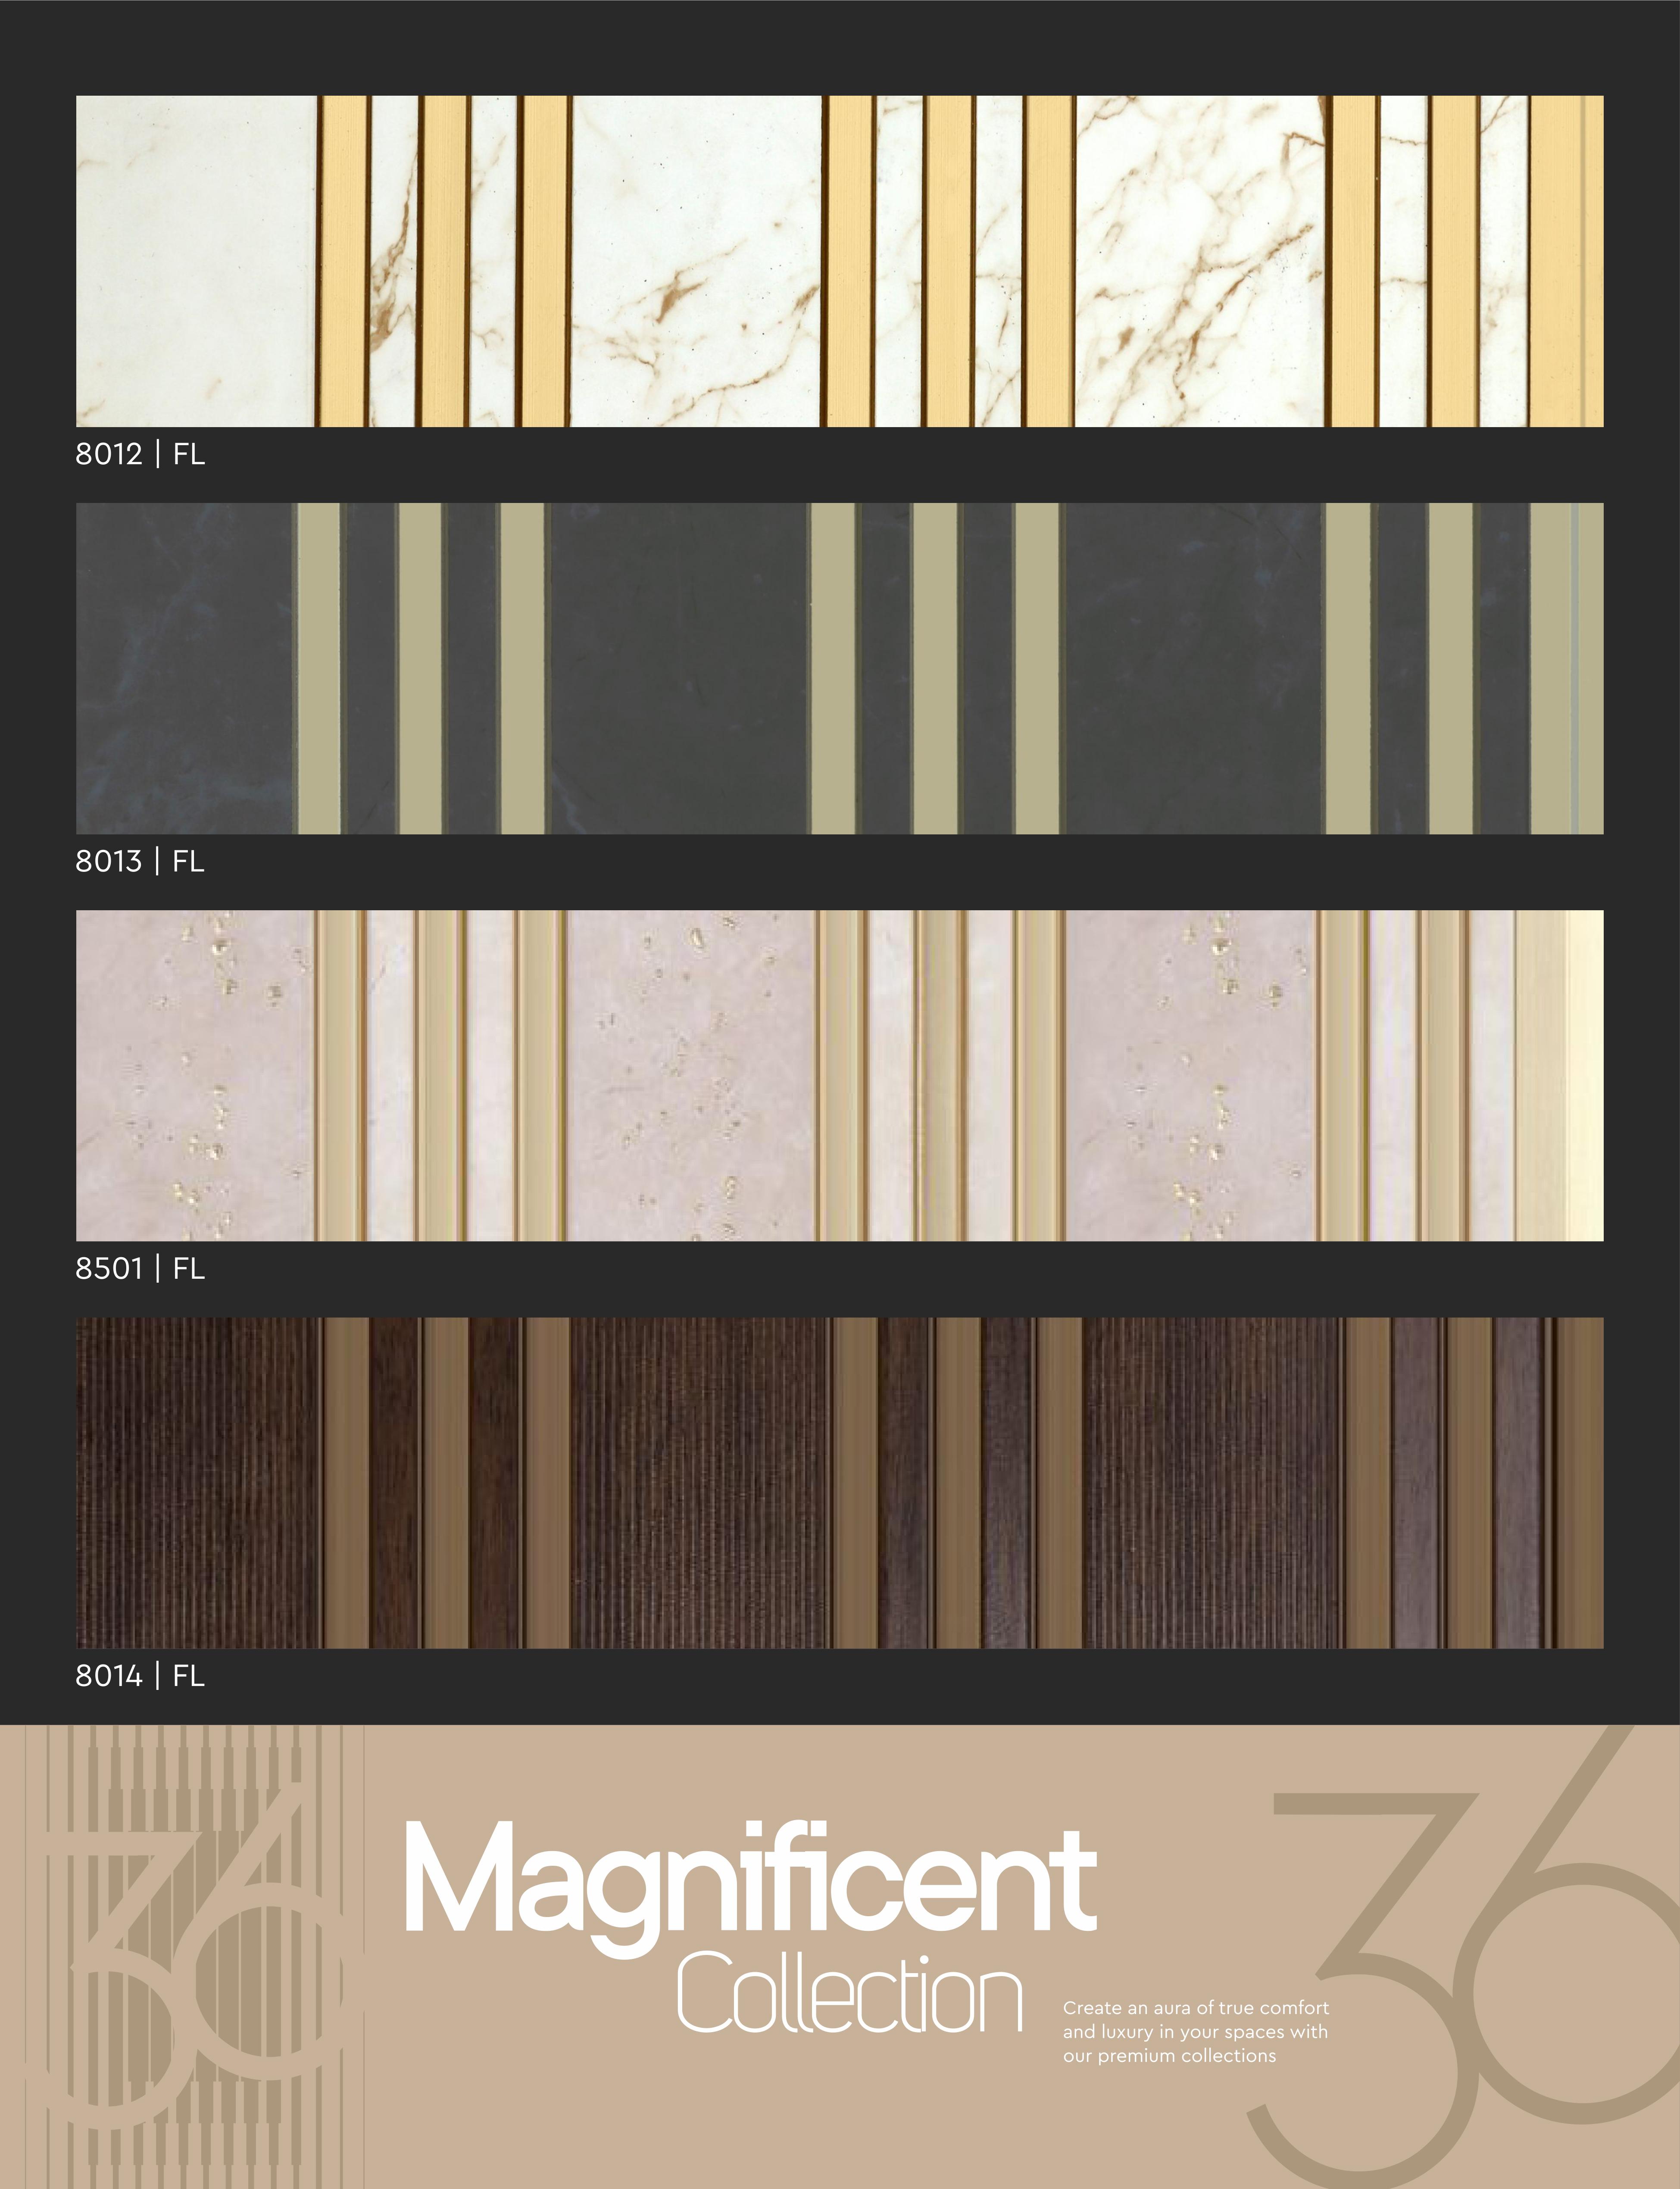 8012 | FL
8013 | FL
8501 | FL
8014 | FL
36
Magnificent
Collection
Create an aura of true comfort
and luxury in your spaces with
our premium collections
36